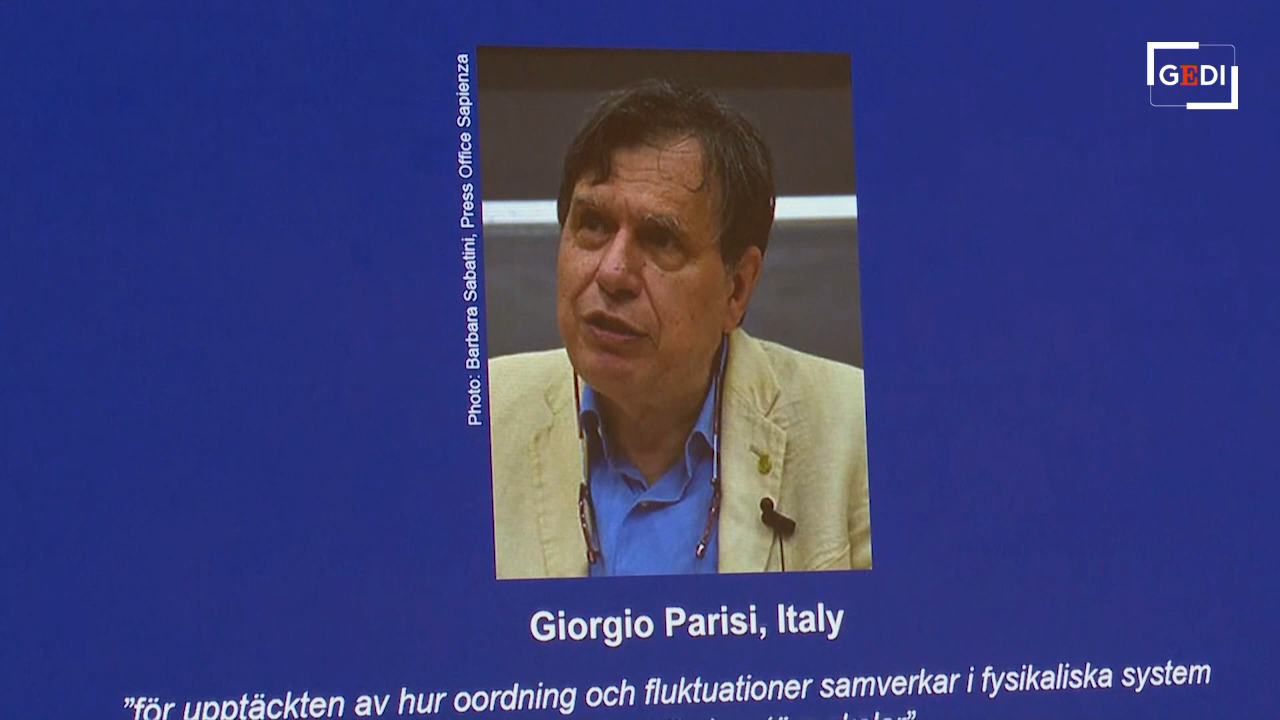 GEDI
Photo: Barbara Sabatini, Press Office Sapienza
Giorgio Parisi, Italy
”för upptäckten av hur oordning och fluktuationer samverkar i fysikaliska system